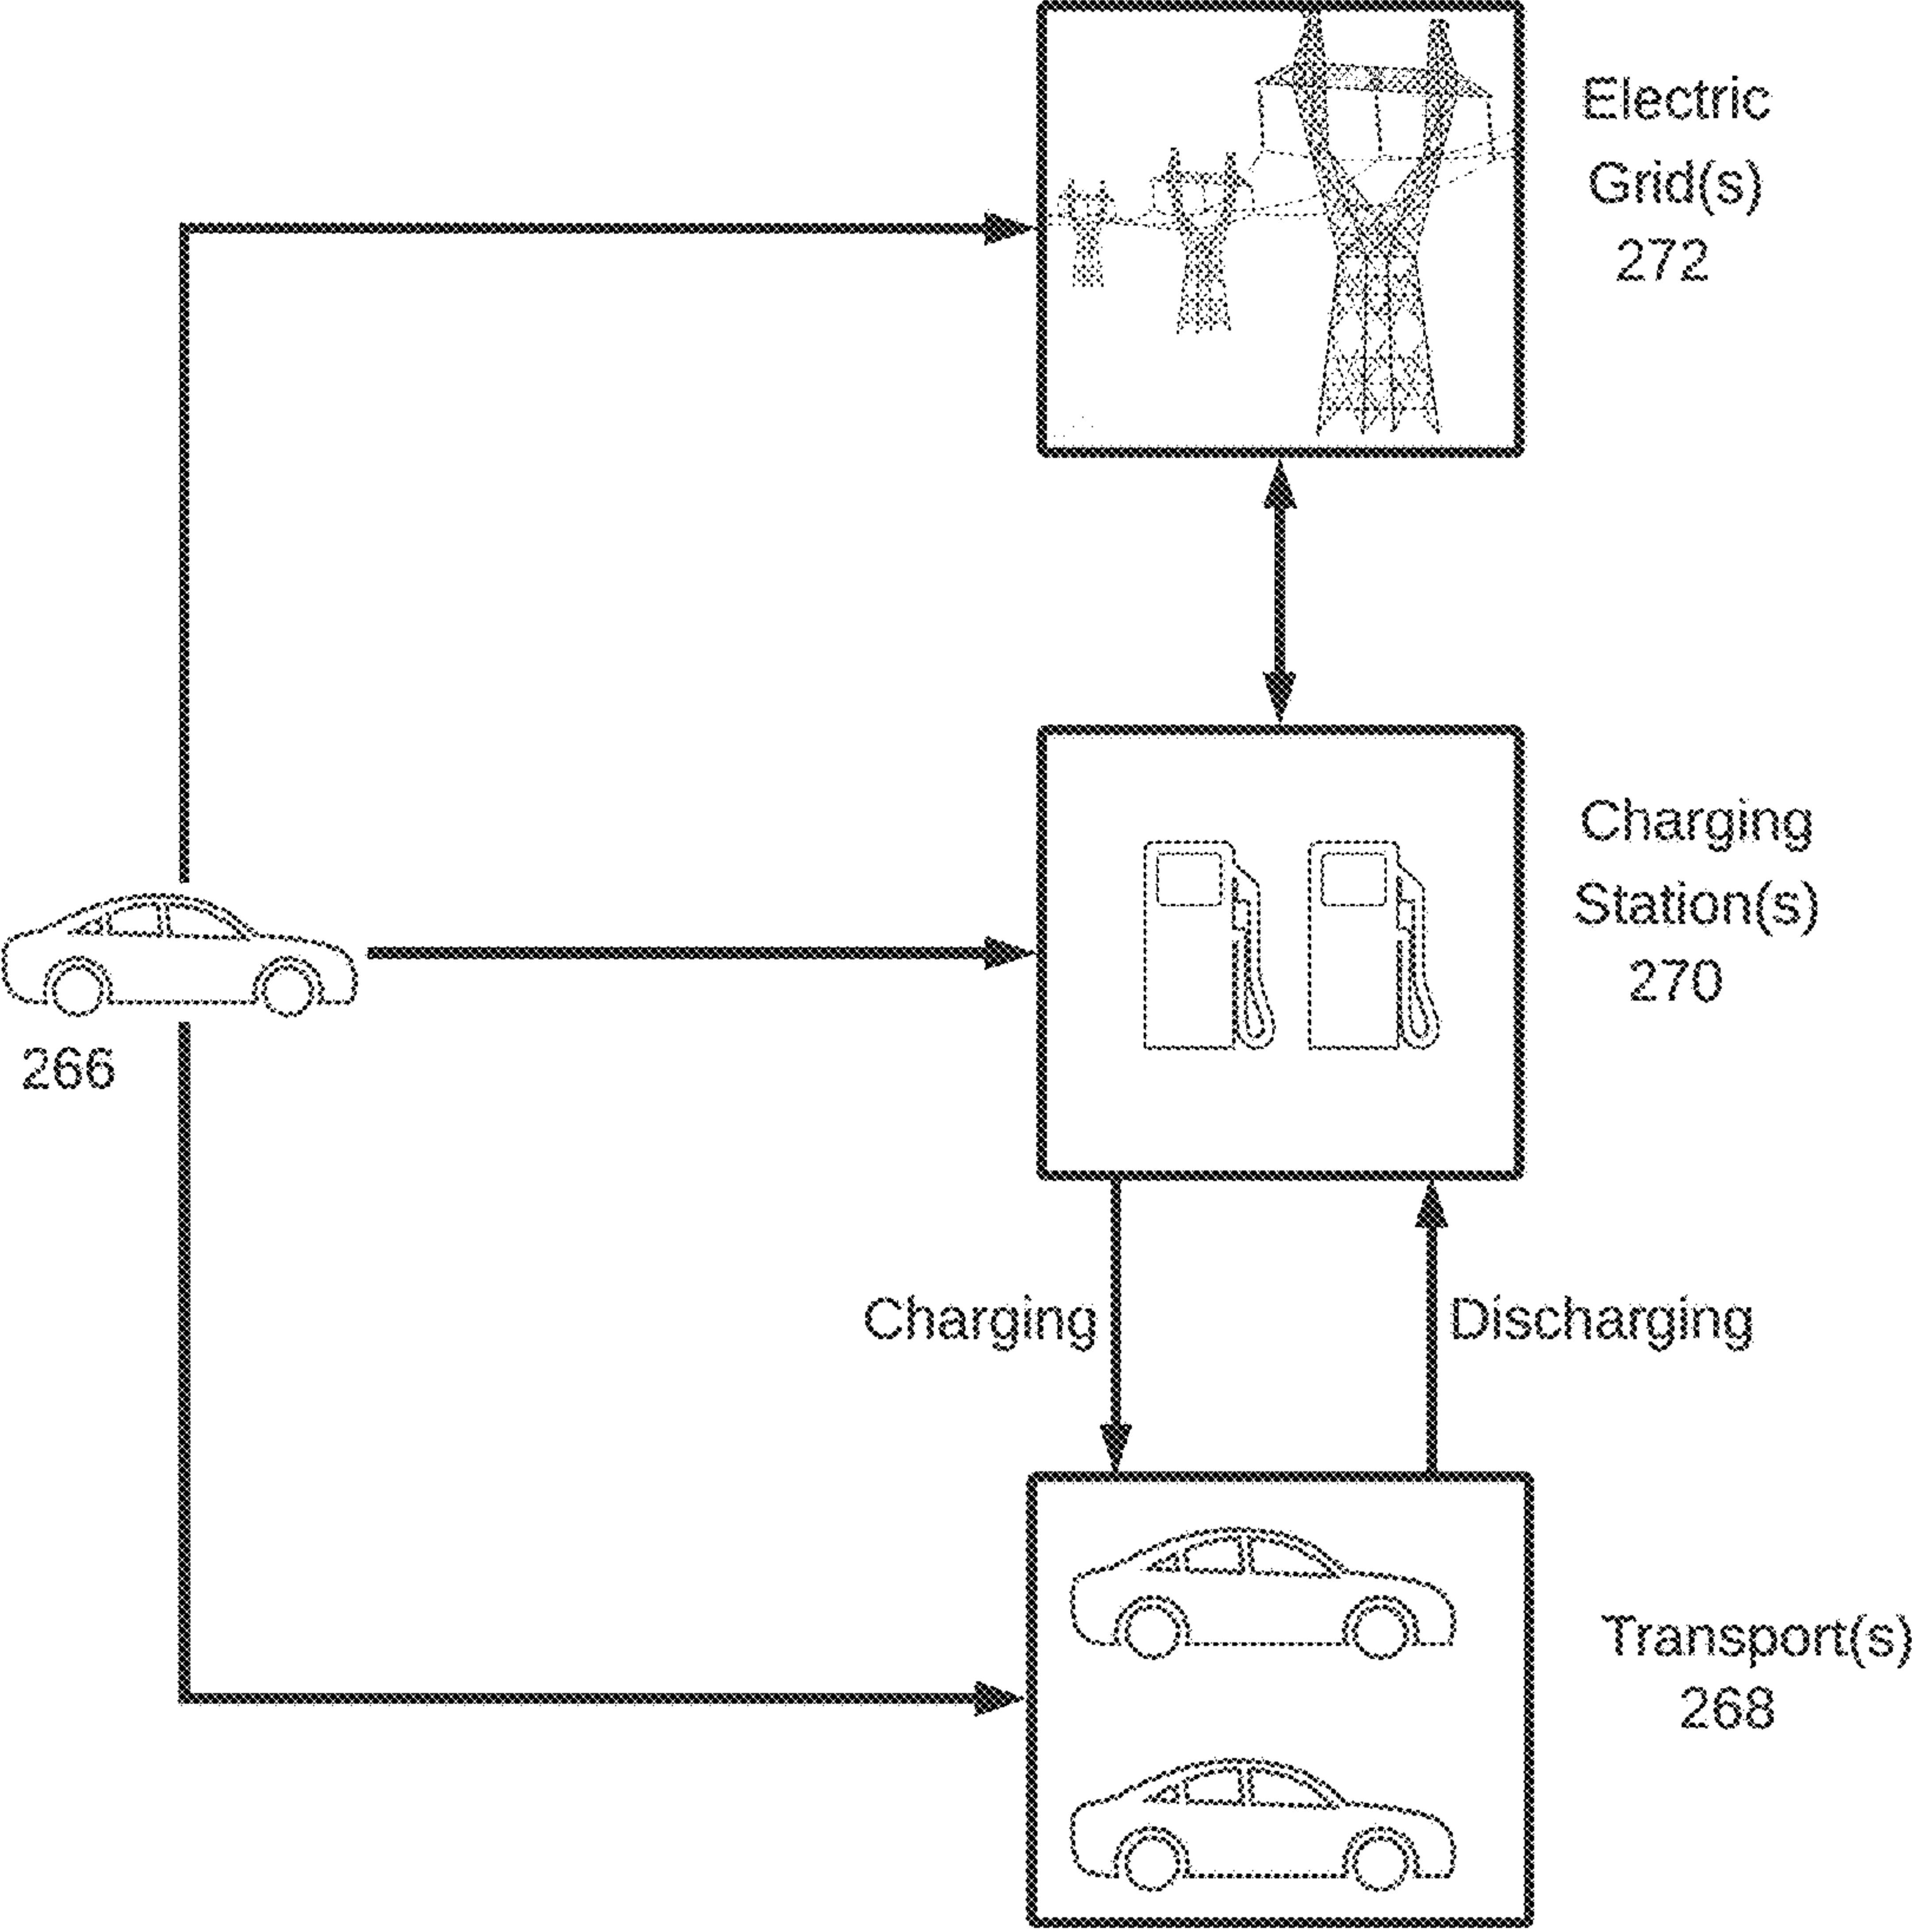 Electric
Grid(s)
272
Charging
Station(s)
270
266
Charging
Discharging
Transport(s)
268